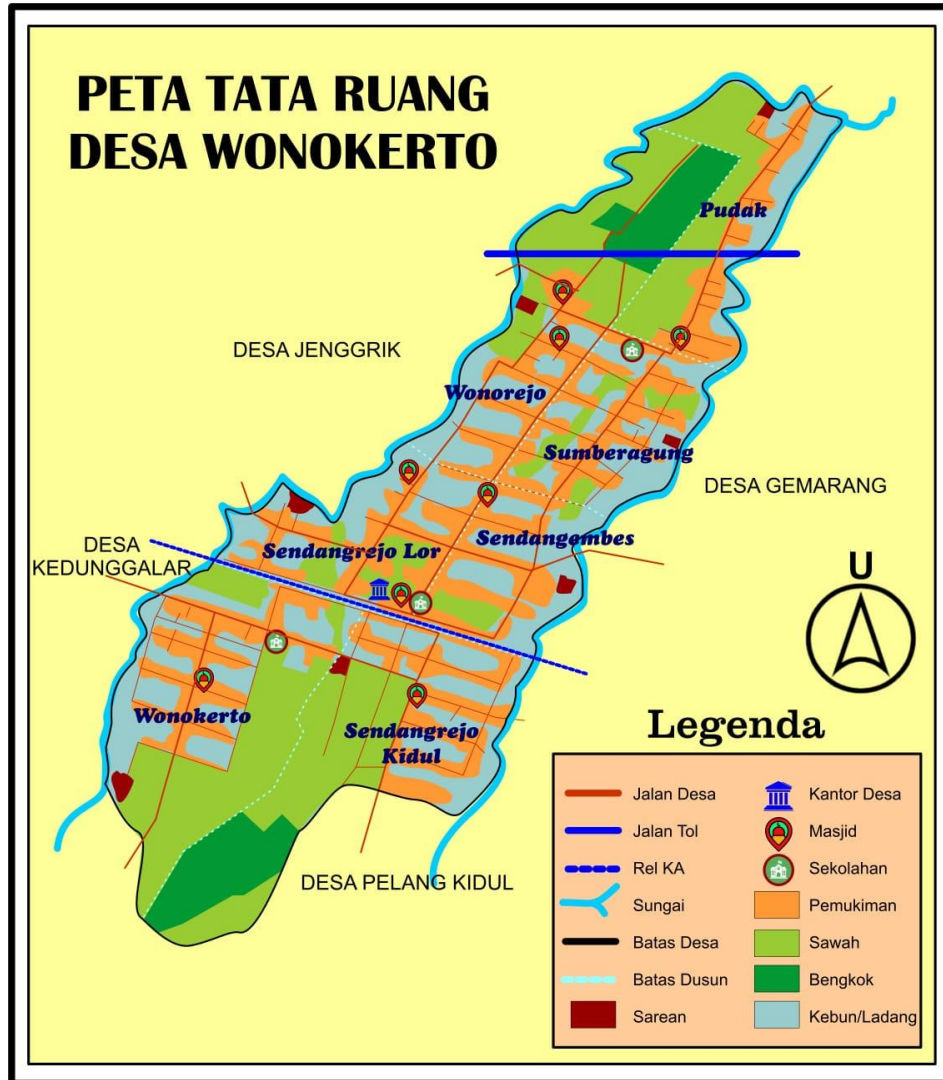 PETA TATA RUANG
DESA WONOKERTO
Pudak
DESA JENGGRIK
Wonorejo
Sumberagung
DESA GEMARANG
Sendangombes
Sendangrejo Lor
DESA
KEDUNGGALAR
U
Wonokerto
Sendangrejo
Kidul
DESA PELANG KIDUL
Legenda
Jalan Desa
Kantor Desa
Jalan Tol
Masjid
Rel KA
Sekolahan
Sungai
Pemukiman
Batas Desa
Sawah
Batas Dusun
Bengkok
Sarean
Kebun/Ladang